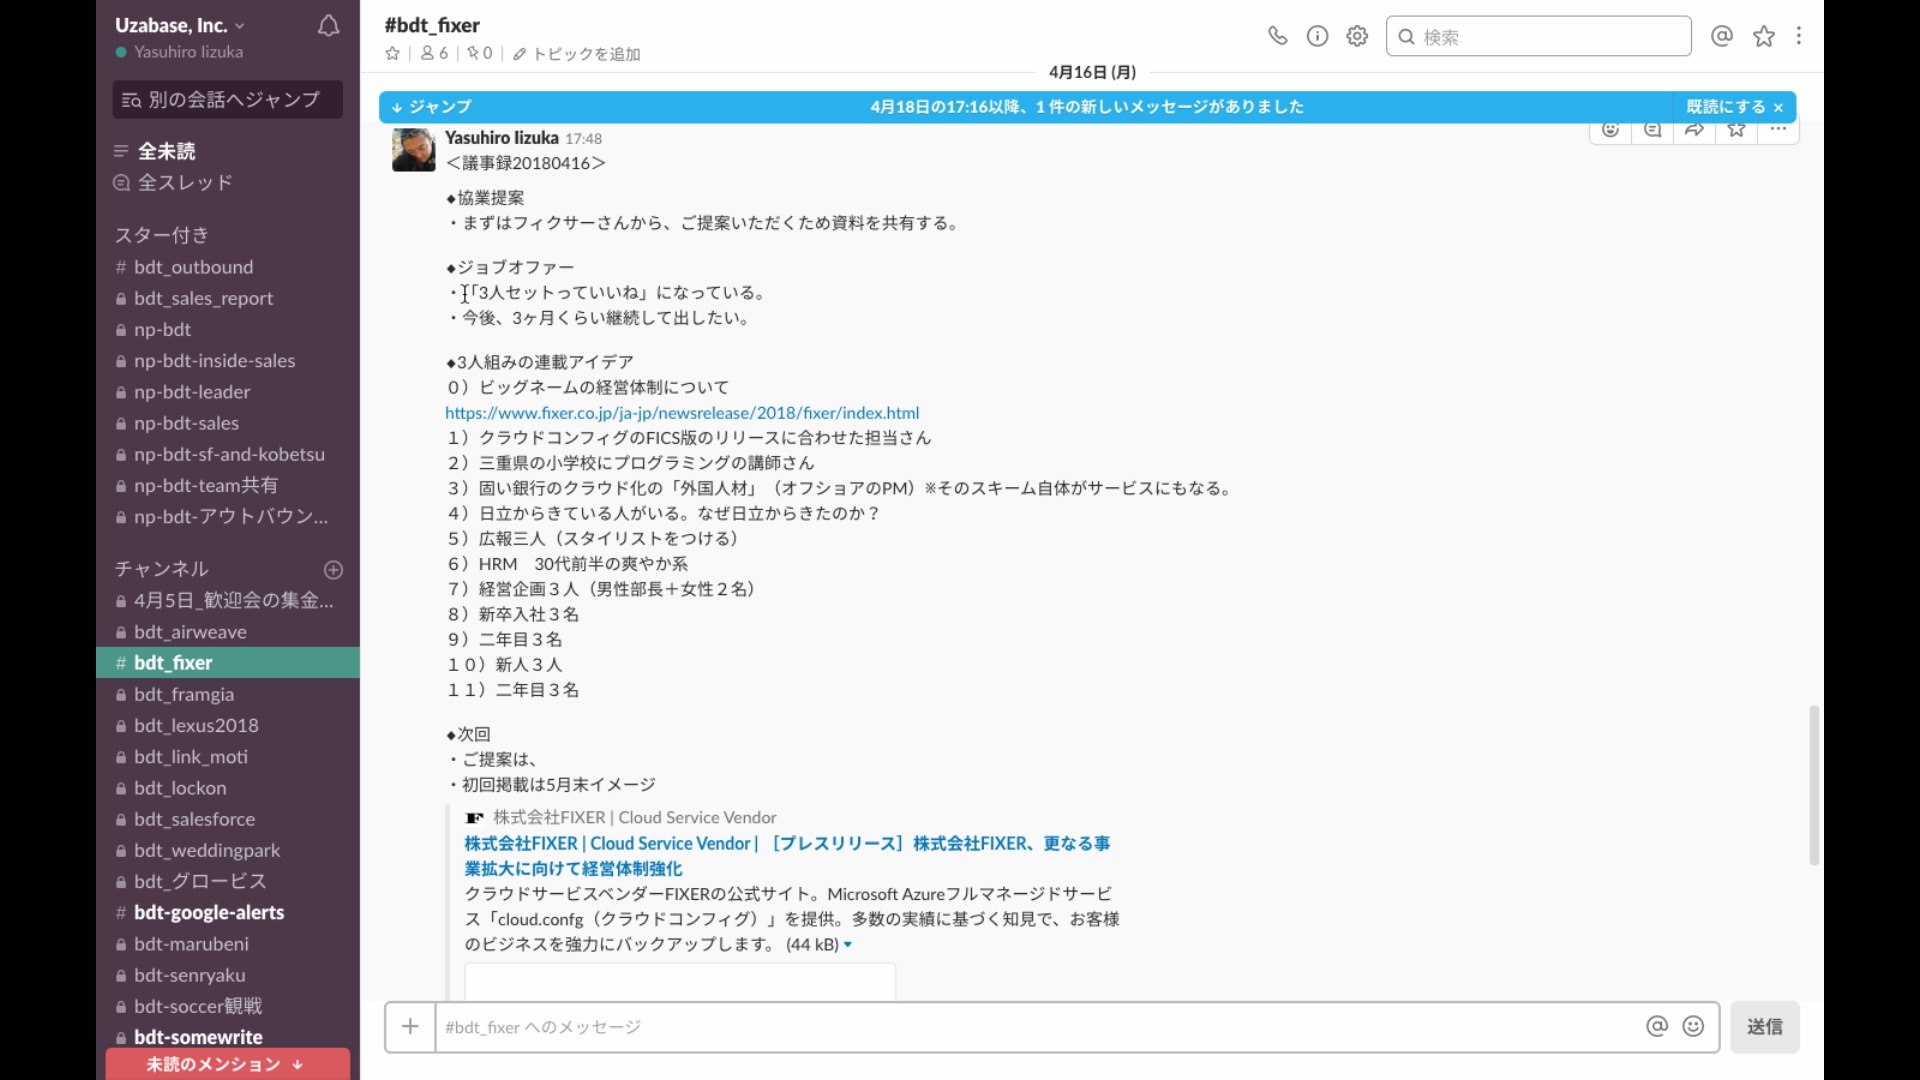 Uzabase, Inc.
Yasuhiro Iizuka
別の会話へジャンプ
全未読
全スレッド
スター付き
# bdt_outbound
bdt_sales_report
np-bdt
np-bdt-inside-sales
np-bdt-leader
np-bdt-sales
np-bdt-sf-and-kobetsu
np-bdt-team共有
np-bdt-アウトバウン...
チャンネル
4月5日_歓迎会の集金...
bdt_airweave
# bdt_fixer
bdt_framgia
bdt_lexus2018
bdt_link_moti
bdt_lockon
bdt_salesforce
bdt_weddingpark
bdt_グロービス
# bdt-google-alerts
bdt-marubeni
bdt-senryaku
bdt-soccer観戦
bdt-somewrite
未読のメンション ↓
#bdt_fixer
6 | 0 | トピックを追加
検索
4月16日 (月)
↓ ジャンプ 4月18日の17:16以降、1 件の新しいメッセージがありました 既読にする ×
Yasuhiro Iizuka 17:48
＜議事録20180416＞
◆協業提案
・まずはフィクサーさんから、ご提案いただくため資料を共有する。
◆ジョブオファー
・「3人セットっていいね」になっている。
・今後、3ヶ月くらい継続して出したい。
◆3人組みの連載アイデア
０）ビッグネームの経営体制について
https://www.fixer.co.jp/ja-jp/newsrelease/2018/fixer/index.html
１）クラウドコンフィグのFICS版のリリースに合わせた担当さん
２）三重県の小学校にプログラミングの講師さん
３）固い銀行のクラウド化の「外国人材」（オフショアのPM）※そのスキーム自体がサービスにもなる。
４）日立からきている人がいる。なぜ日立からきたのか？
５）広報三人（スタイリストをつける）
６）HRM　30代前半の爽やか系
７）経営企画３人（男性部長＋女性２名）
８）新卒入社３名
９）二年目３名
１０）新人３人
１１）二年目３名
◆次回
・ご提案は、
・初回掲載は5月末イメージ
株式会社FIXER | Cloud Service Vendor
株式会社FIXER | Cloud Service Vendor | ［プレスリリース］株式会社FIXER、更なる事
業拡大に向けて経営体制強化
クラウドサービスベンダーFIXERの公式サイト。Microsoft Azureフルマネージドサービ
ス「cloud.confg（クラウドコンフィグ）」を提供。多数の実績に基づく知見で、お客様
のビジネスを強力にバックアップします。 (44 kB)
#bdt_fixer へのメッセージ
送信